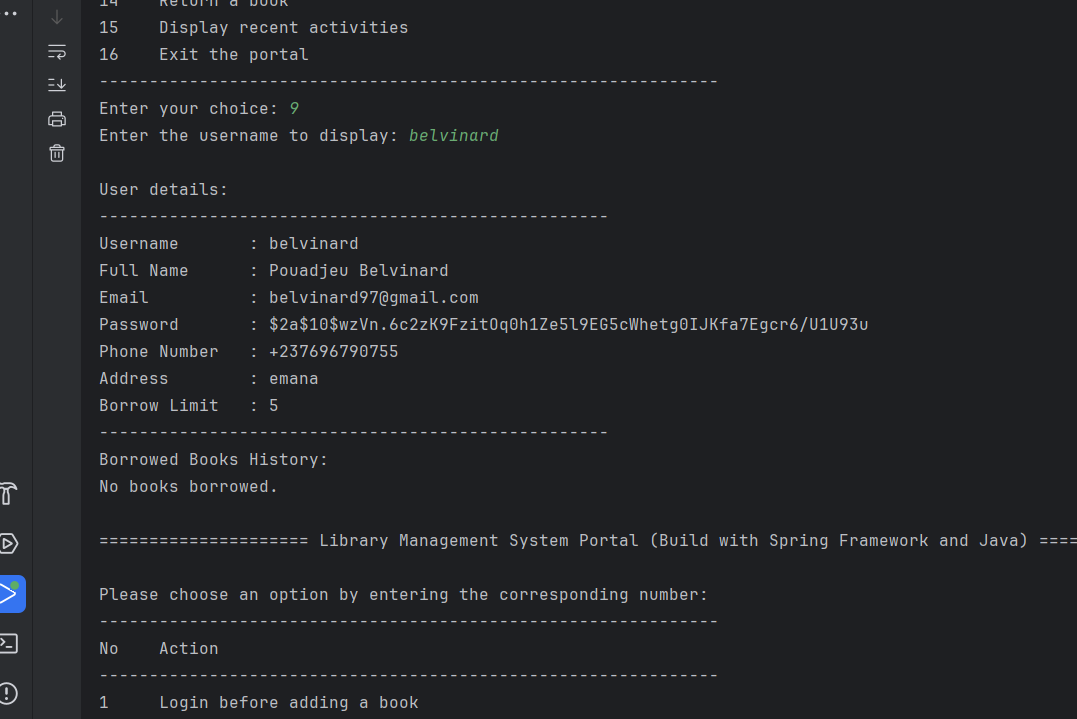 14    Return a book
15    Display recent activities
16    Exit the portal
--------------------------------------------------------------
Enter your choice: 9
Enter the username to display: belvinard
User details:
---------------------------------------------------
Username       : belvinard
Full Name      : Pouadjeu Belvinard
Email          : belvinard97@gmail.com
Password       : $2a$10$wzVn.6c2zK9FzitOq0h1Ze5l9EG5cWhetg0IJKfa7Egcr6/U1U93u
Phone Number   : +237696790755
Address        : emana
Borrow Limit   : 5
---------------------------------------------------
Borrowed Books History:
No books borrowed.
===================== Library Management System Portal (Build with Spring Framework and Java) ====
Please choose an option by entering the corresponding number:
--------------------------------------------------------------
No    Action
--------------------------------------------------------------
1     Login before adding a book